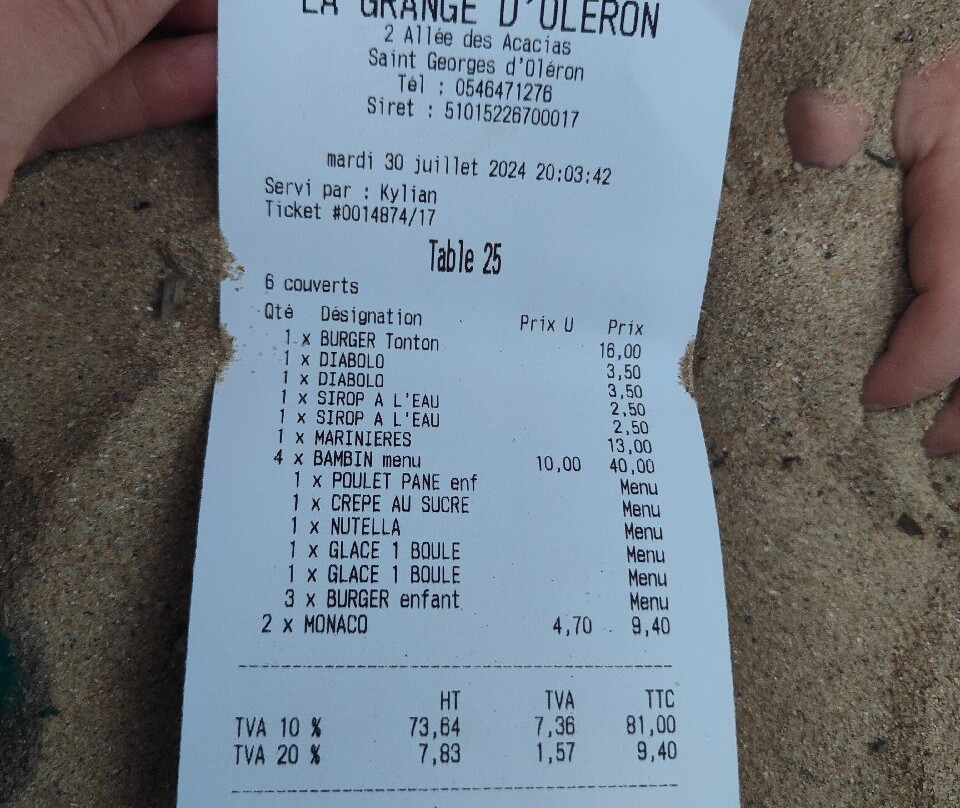 LA GRANGE D'OLERON
2 Allée des Acacias
Saint Georges d'Oléron
Tél : 0546471276
Siret : 51015226700017
mardi 30 juillet 2024 20:03:42
Servi par : Kylian
Ticket #0014874/17
Table 25
6 couverts
Qté Désignation Prix U Prix
1 x BURGER Tonton 16,00
1 x DIABOLO 3,50
1 x DIABOLO 3,50
1 x SIROP A L'EAU 2,50
1 x SIROP A L'EAU 2,50
1 x MARINIERES 13,00
4 x BAMBIN menu 10,00 40,00
1 x POULET PANE enf Menu
1 x CREPE AU SUCRE Menu
1 x NUTELLA Menu
1 x GLACE 1 BOULE Menu
1 x GLACE 1 BOULE Menu
3 x BURGER enfant Menu
2 x MONACO 4,70 9,40
HT TVA TTC
TVA 10 % 73,64 7,36 81,00
TVA 20 % 7,83 1,57 9,40